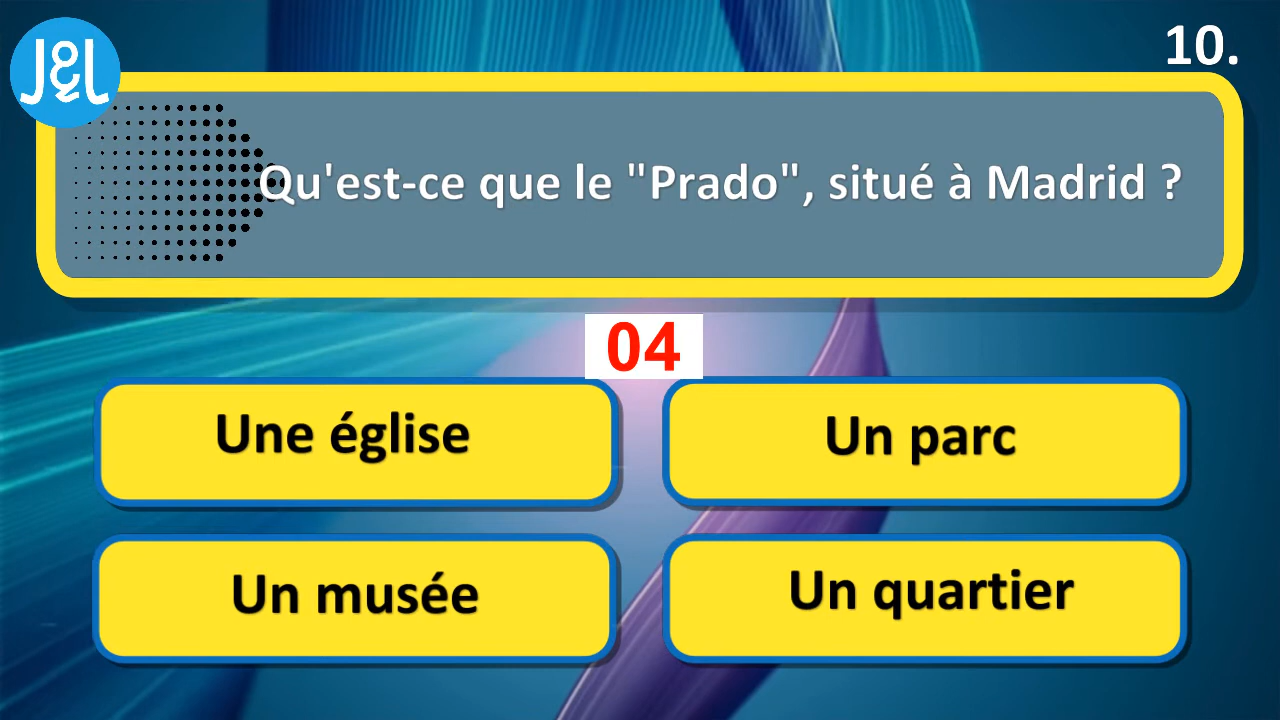 J&L
10.
Qu'est-ce que le "Prado", situé à Madrid ?
04
Une église
Un parc
Un musée
Un quartier